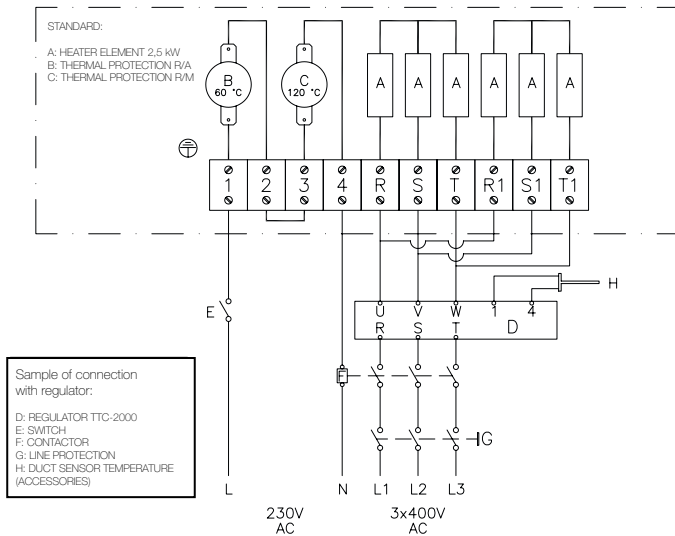 STANDARD:
A: HEATER ELEMENT 2,5 kW
B: THERMAL PROTECTION R/A
C: THERMAL PROTECTION R/M
B
60 °C
C
120 °C
A A A A A A
1 2 3 4 R S T R1 S1 T1
H
E
U V W 1 4
R S T D
F
G
Sample of connection
with regulator:
D: REGULATOR TTC-2000
E: SWITCH
F: CONTACTOR
G: LINE PROTECTION
H: DUCT SENSOR TEMPERATURE
(ACCESSORIES)
L N L1 L2 L3
230V 3x400V
AC AC